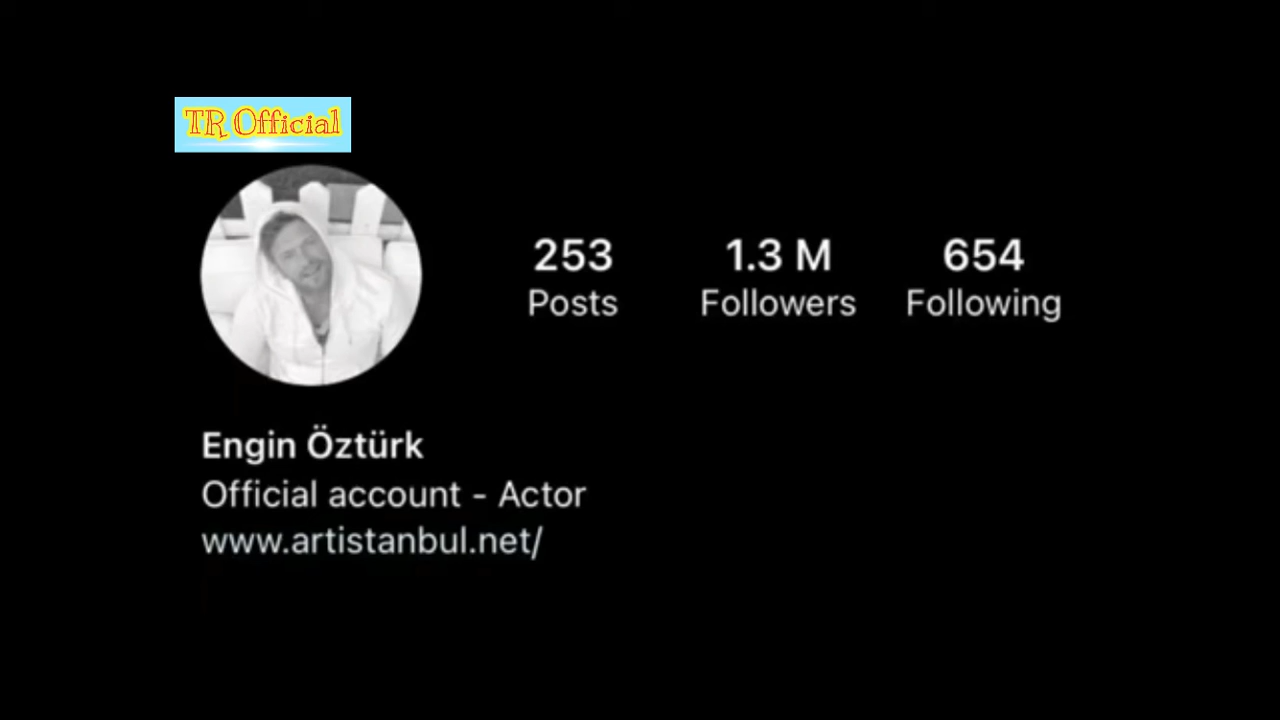 TR Official
253 1.3 M 654
Posts Followers Following
Engin Öztürk
Official account - Actor
www.artistanbul.net/